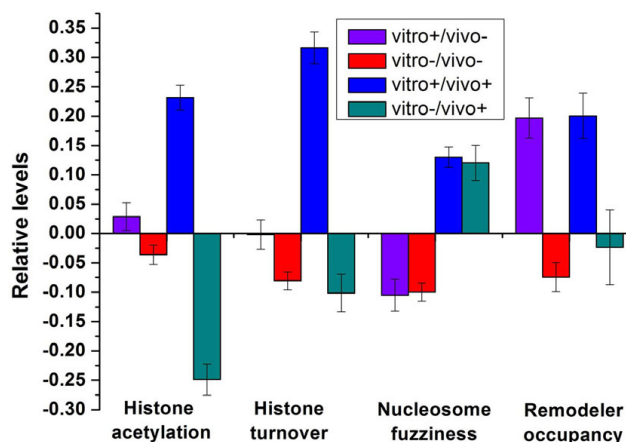 Relative levels
0.35
0.30
0.25
0.20
0.15
0.10
0.05
0.00
-0.05
-0.10
-0.15
-0.20
-0.25
-0.30
vitro+/vivo-
vitro-/vivo-
vitro+/vivo+
vitro-/vivo+
Histone
acetylation
Histone
turnover
Nucleosome
fuzziness
Remodeler
occupancy